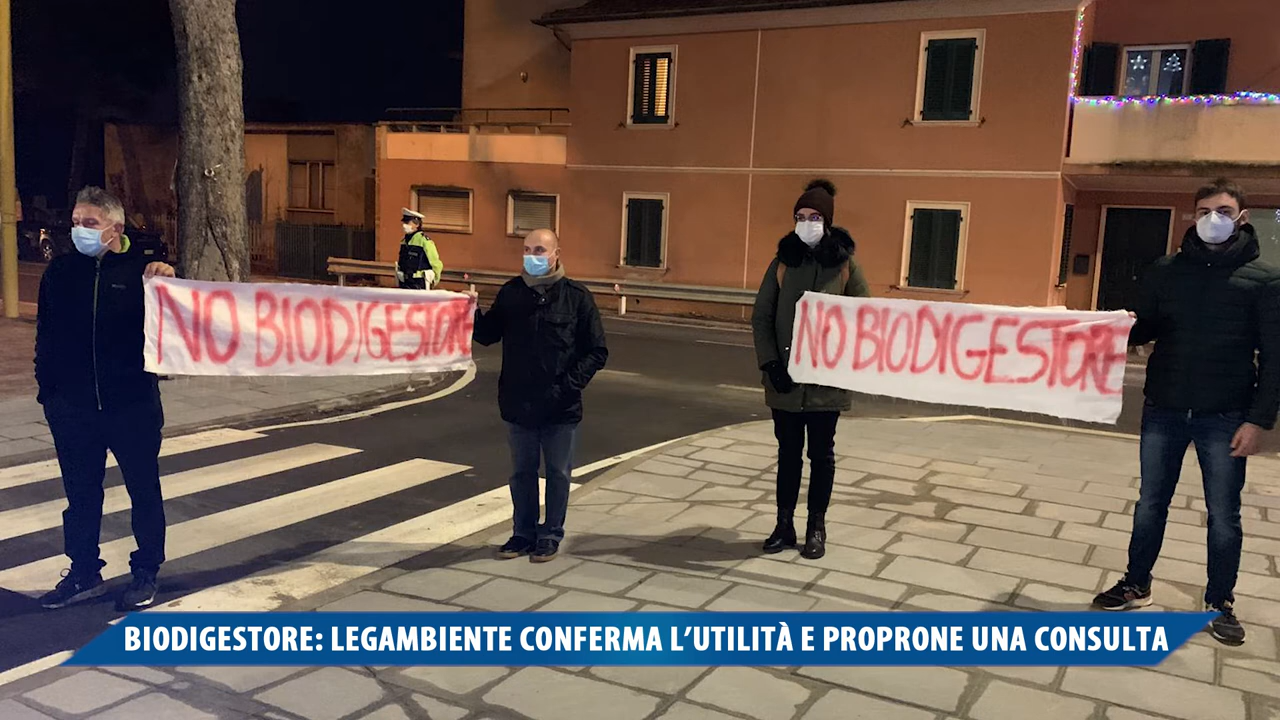 NO BIODIGESTORE
NO BIODIGESTORE
BIODIGESTORE: LEGAMBIENTE CONFERMA L'UTILITÀ E PROPRONE UNA CONSULTA